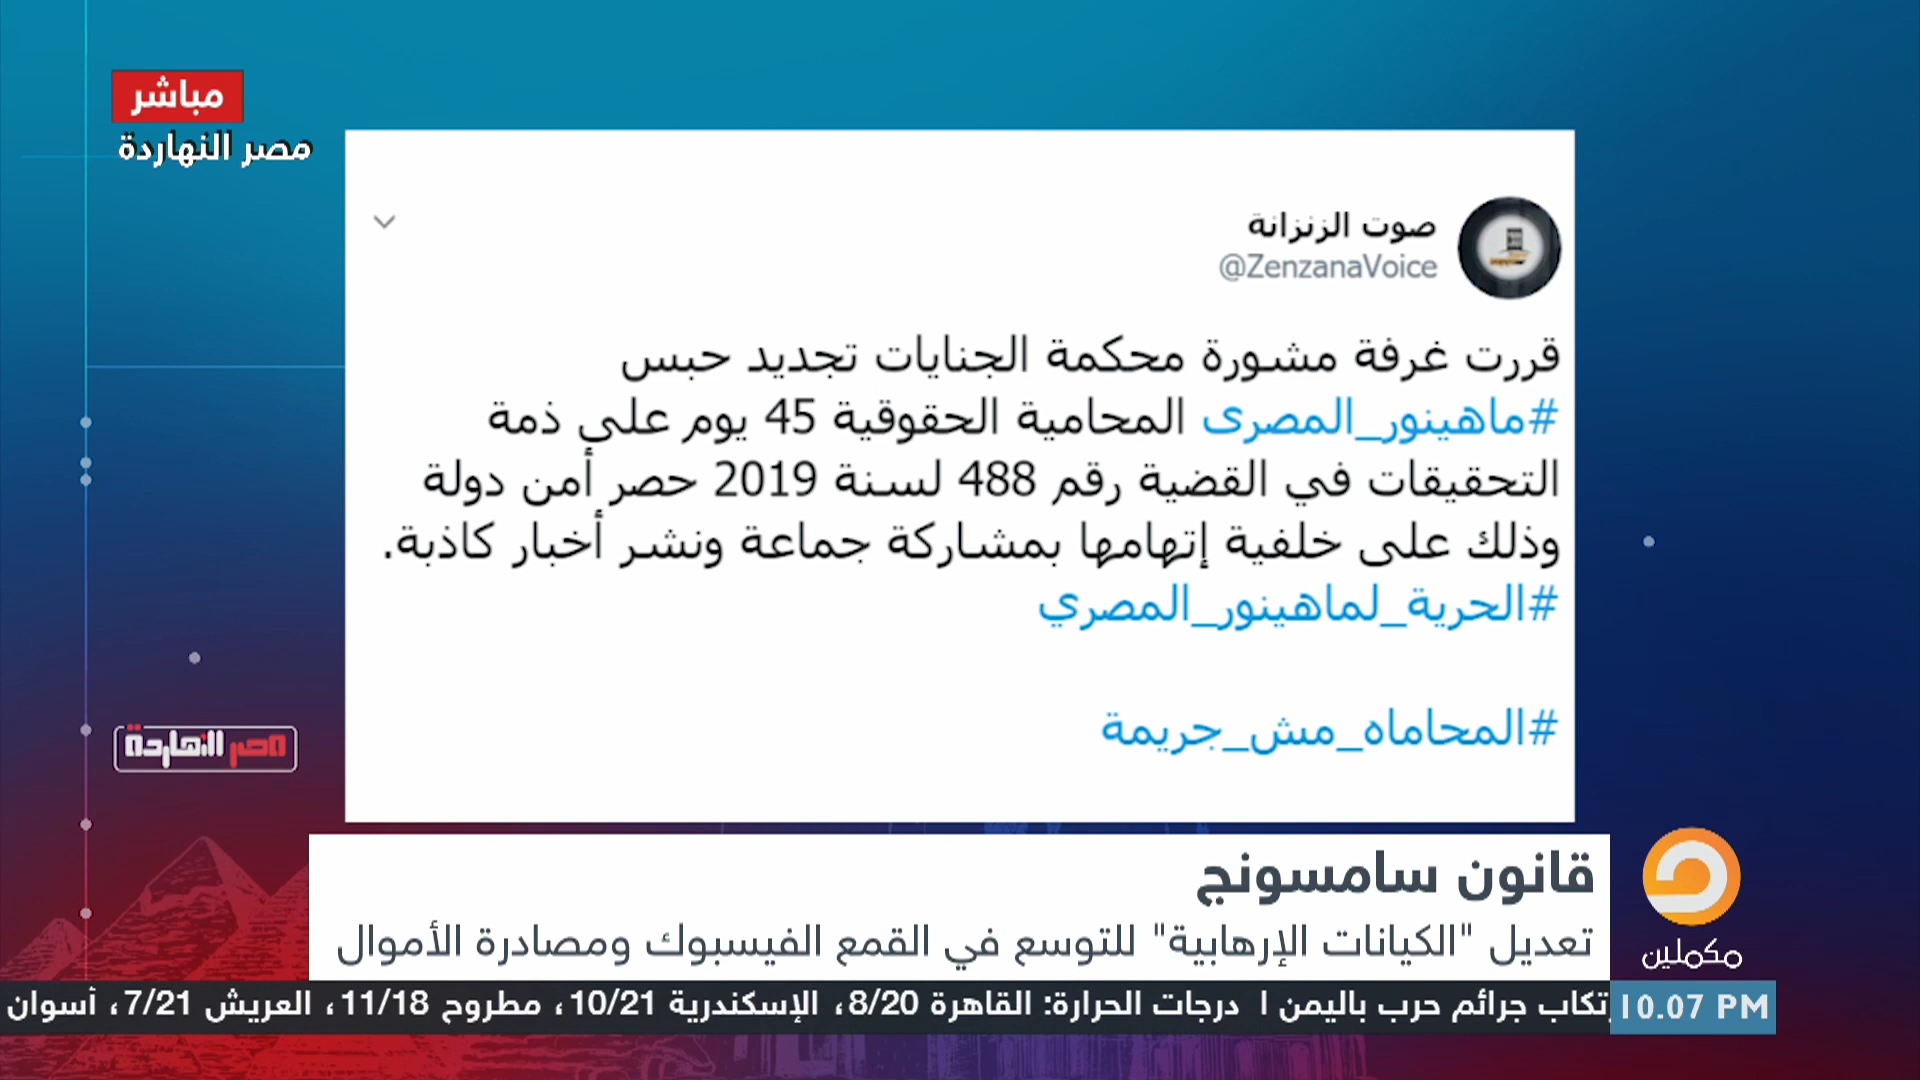 مباشر
مصر النهاردة
صوت الزنزانة
@ZenzanaVoice
قررت غرفة مشورة محكمة الجنايات تجديد حبس
#ماهينور_المصرى المحامية الحقوقية 45 يوم على ذمة
التحقيقات في القضية رقم 488 لسنة 2019 حصر أمن دولة
وذلك على خلفية إتهامها بمشاركة جماعة ونشر أخبار كاذبة.
#الحرية_لماهينور_المصري
#المحاماه_مش_جريمة
مصر النهاردة
قانون سامسونج
تعديل "الكيانات الإرهابية" للتوسع في القمع الفيسبوك ومصادرة الأموال
مكملين
رتكاب جرائم حرب باليمن | درجات الحرارة: القاهرة 8/20، الإسكندرية 10/21، مطروح 11/18، العريش 7/21، أسوان
10.07 PM